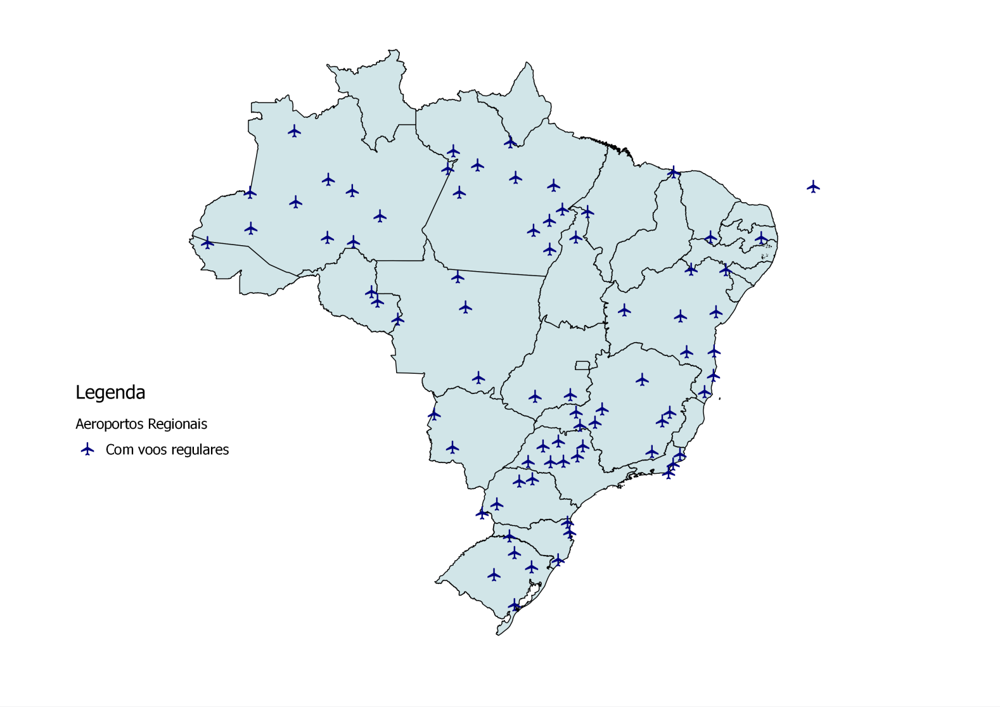 Legenda
Aeroportos Regionais
Com voos regulares